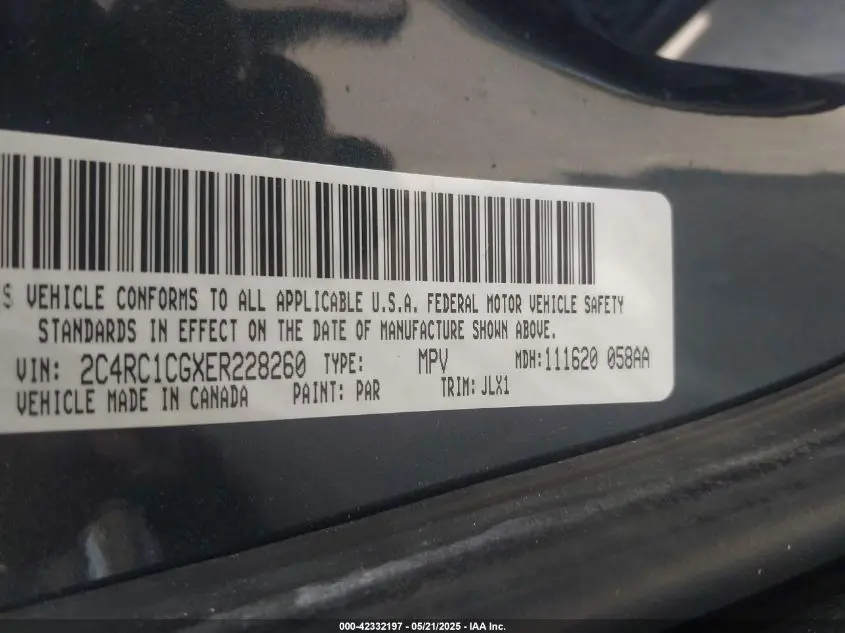 S VEHICLE CONFORMS TO ALL APPLICABLE U.S.A. FEDERAL MOTOR VEHICLE SAFETY
STANDARDS IN EFFECT ON THE DATE OF MANUFACTURE SHOWN ABOVE.
VIN: 2C4RC1CGXER228260 TYPE: MPV MDH:111620 058AA
VEHICLE MADE IN CANADA PAINT: PAR TRIM: JLX1
000-42332197 - 05/21/2025 - IAA Inc.